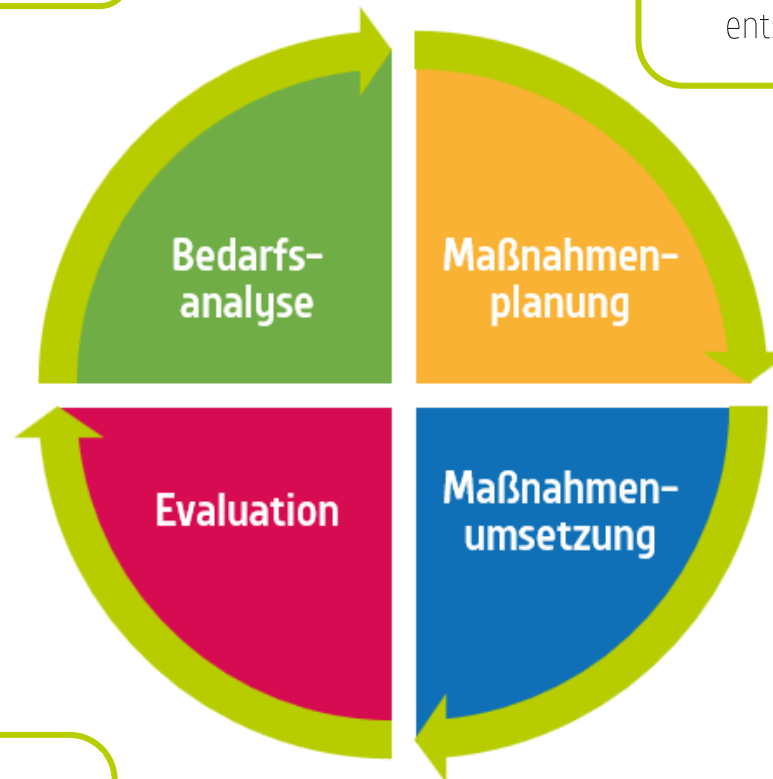 Bedarfs-
analyse
Maßnahmen-
planung
Evaluation
Maßnahmen-
umsetzung